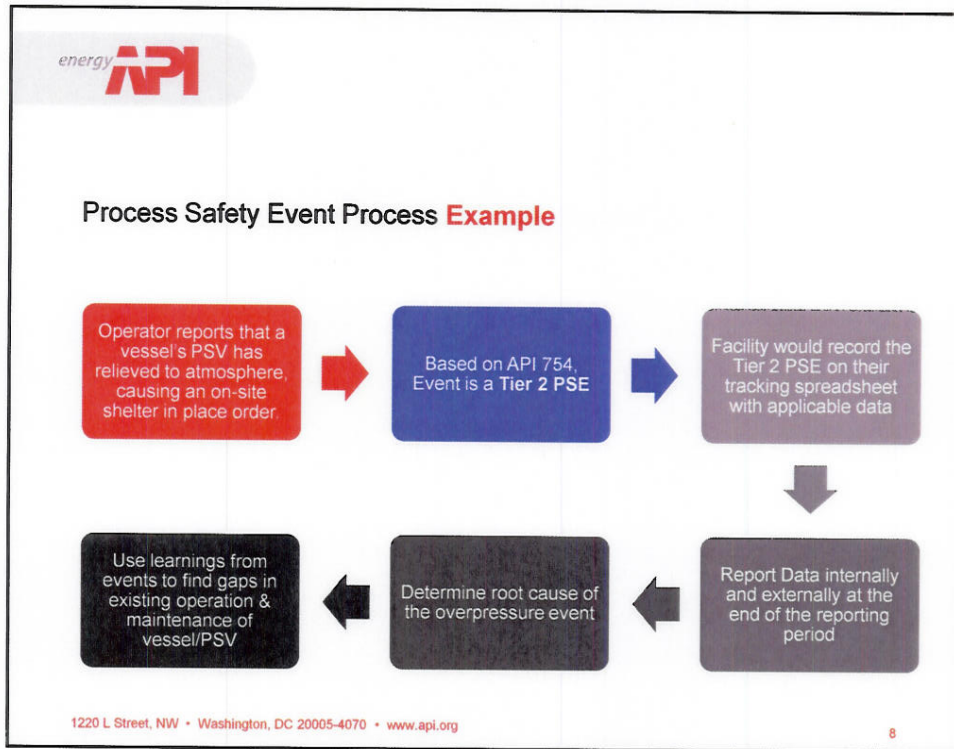 energy API
Process Safety Event Process Example
Operator reports that a
vessel's PSV has
relieved to atmosphere,
causing an on-site
shelter in place order.
Based on API 754,
Event is a Tier 2 PSE
Facility would record the
Tier 2 PSE on their
tracking spreadsheet
with applicable data
Report Data internally
and externally at the
end of the reporting
period
Determine root cause of
the overpressure event
Use learnings from
events to find gaps in
existing operation &
maintenance of
vessel/PSV
1220 L Street, NW • Washington, DC 20005-4070 • www.api.org
8